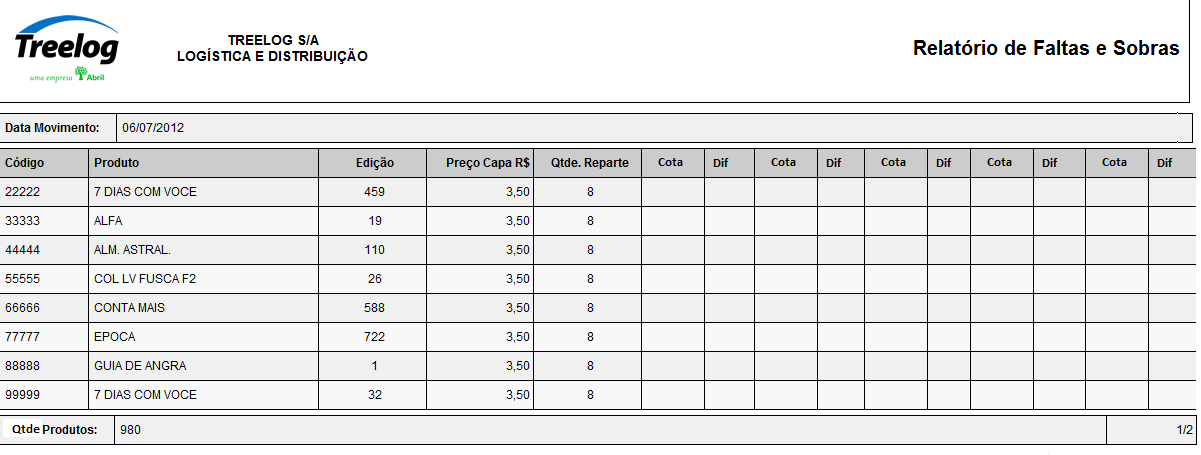 Treelog
uma empresa Abril
TREELOG S/A
LOGÍSTICA E DISTRIBUIÇÃO
Relatório de Faltas e Sobras
Data Movimento: 06/07/2012
Código Produto Edição Preço Capa R$ Qtde. Reparte Cota Dif Cota Dif Cota Dif Cota Dif Cota Dif
22222 7 DIAS COM VOCE 459 3,50 8
33333 ALFA 19 3,50 8
44444 ALM. ASTRAL. 110 3,50 8
55555 COL LV FUSCA F2 26 3,50 8
66666 CONTA MAIS 588 3,50 8
77777 EPOCA 722 3,50 8
88888 GUIA DE ANGRA 1 3,50 8
99999 7 DIAS COM VOCE 32 3,50 8
Qtde Produtos: 980 1/2